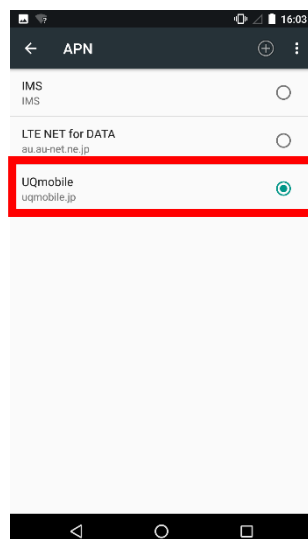 16:03
APN
IMS
IMS
LTE NET for DATA
au.au-net.ne.jp
UQmobile
uqmobile.jp